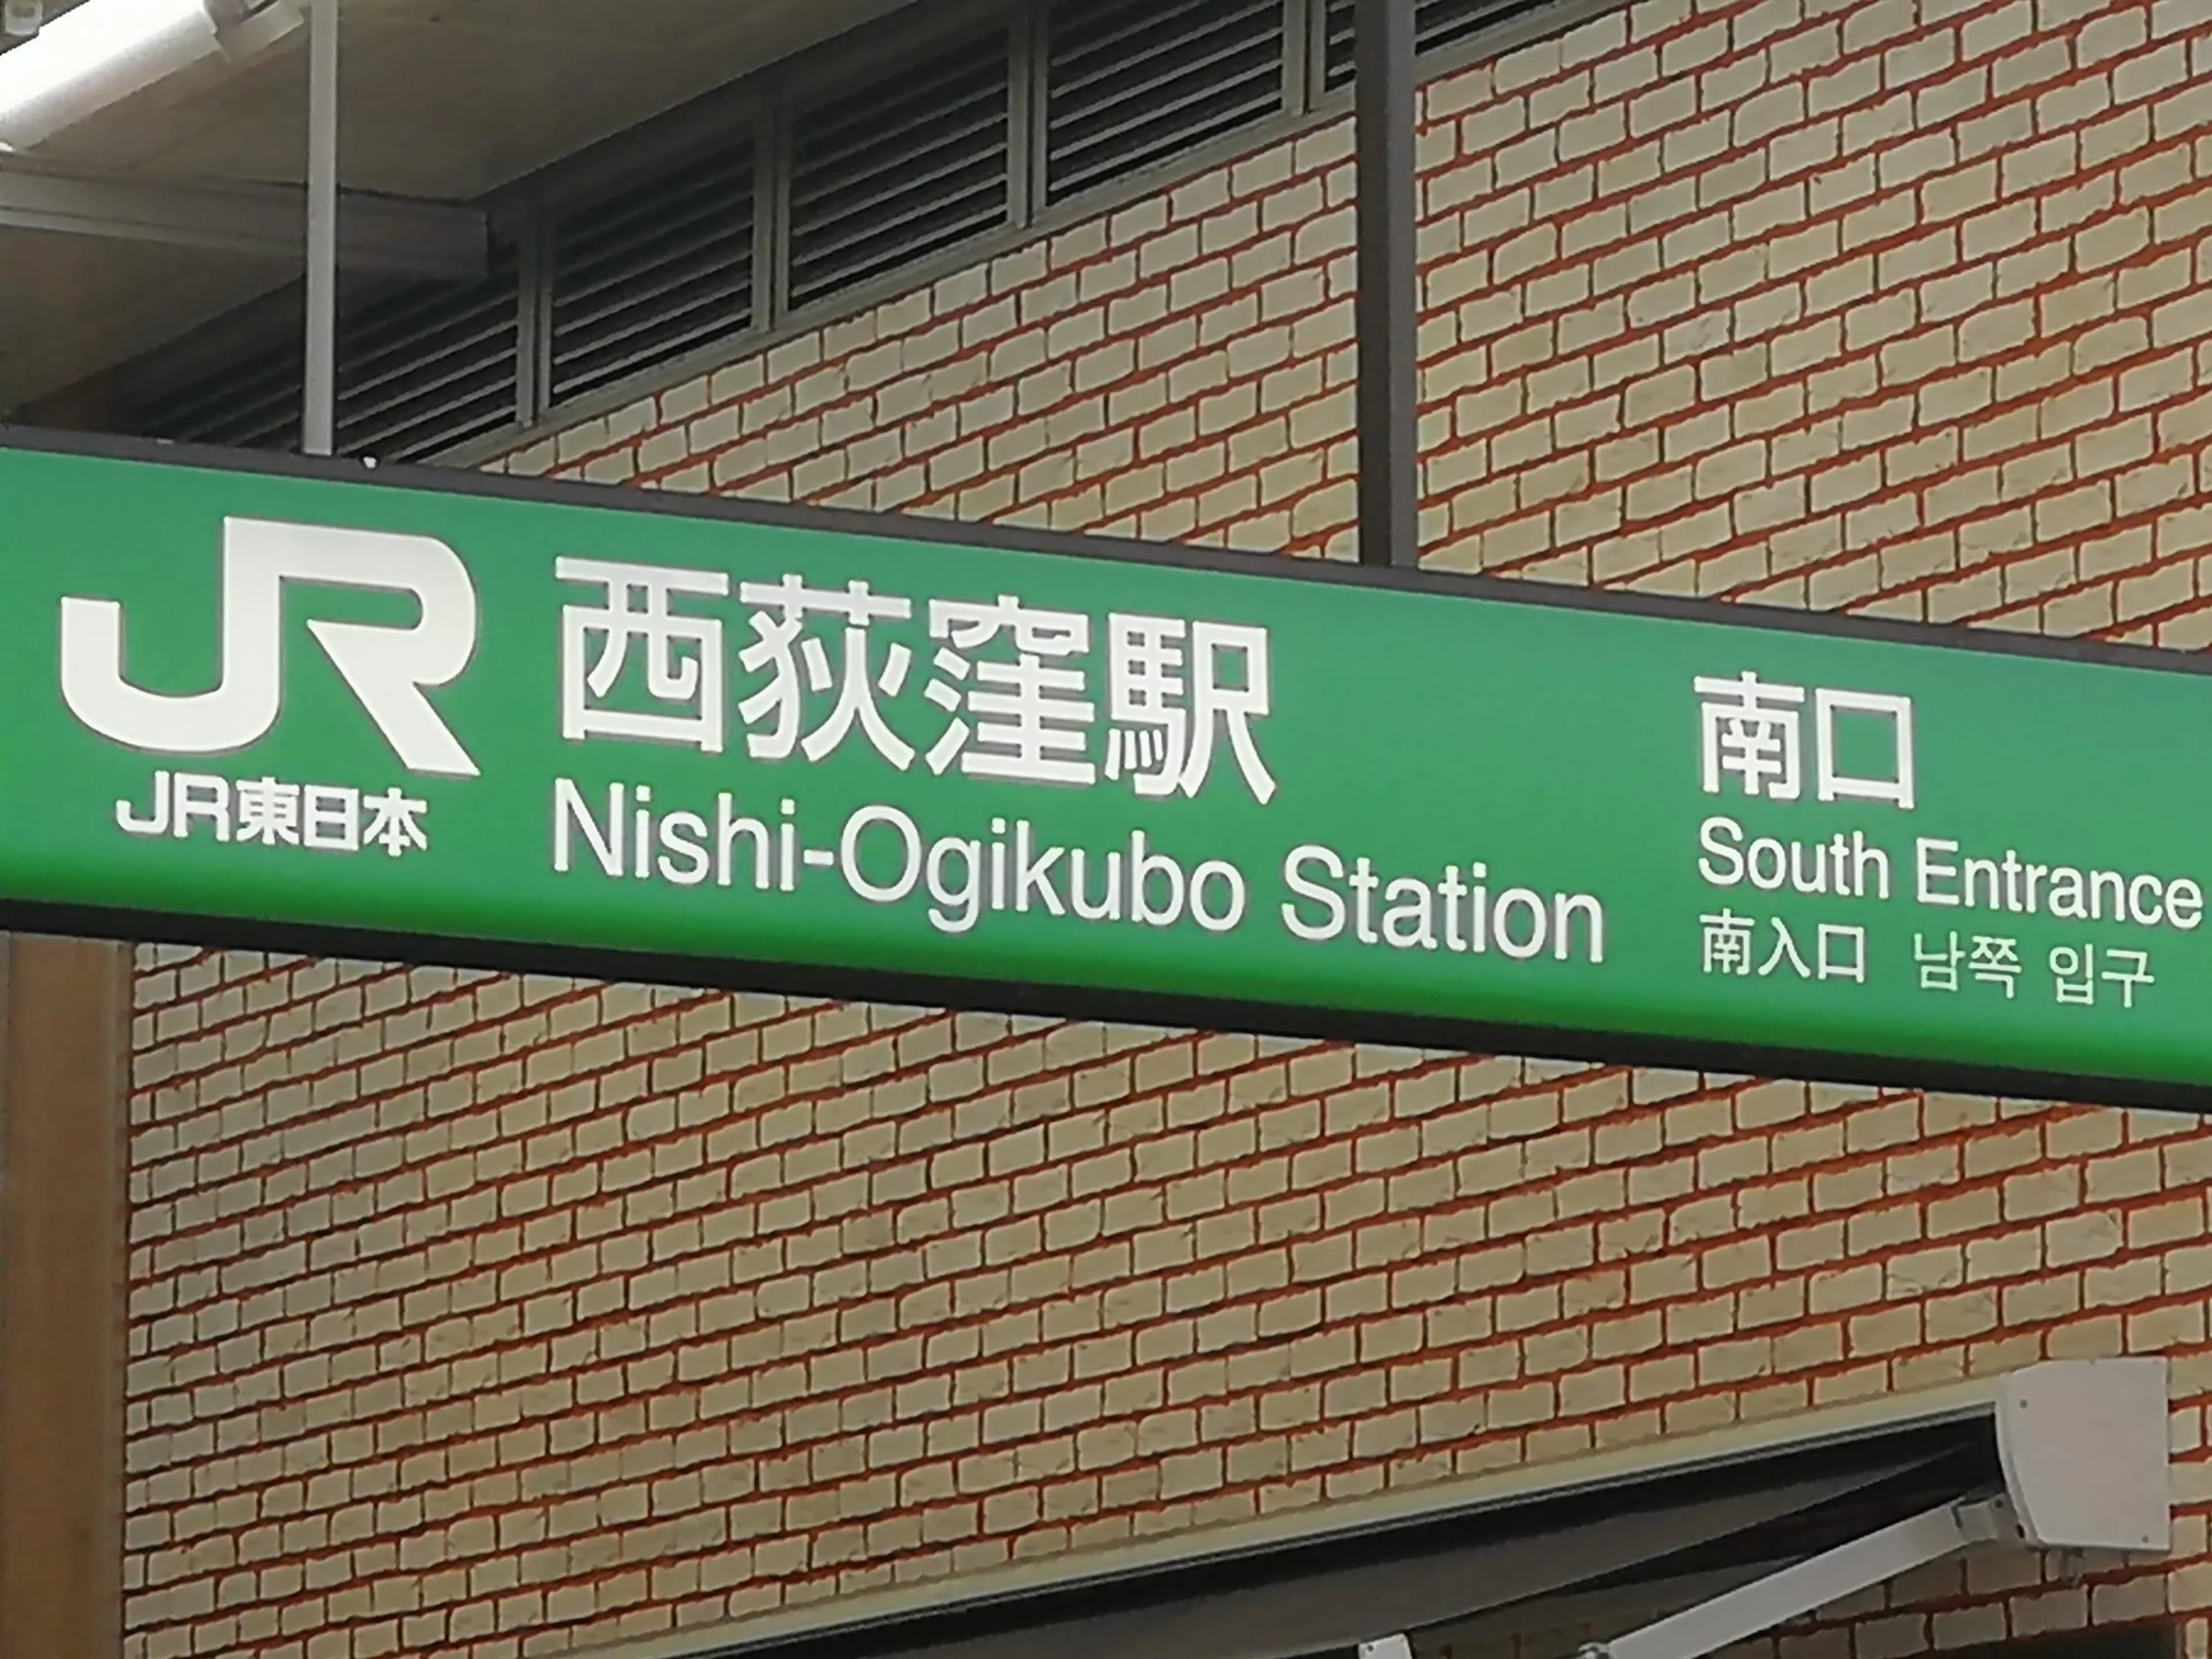 JR
JR東日本
西荻窪駅
Nishi-Ogikubo Station
南口
South Entrance
南入口 남쪽 입구